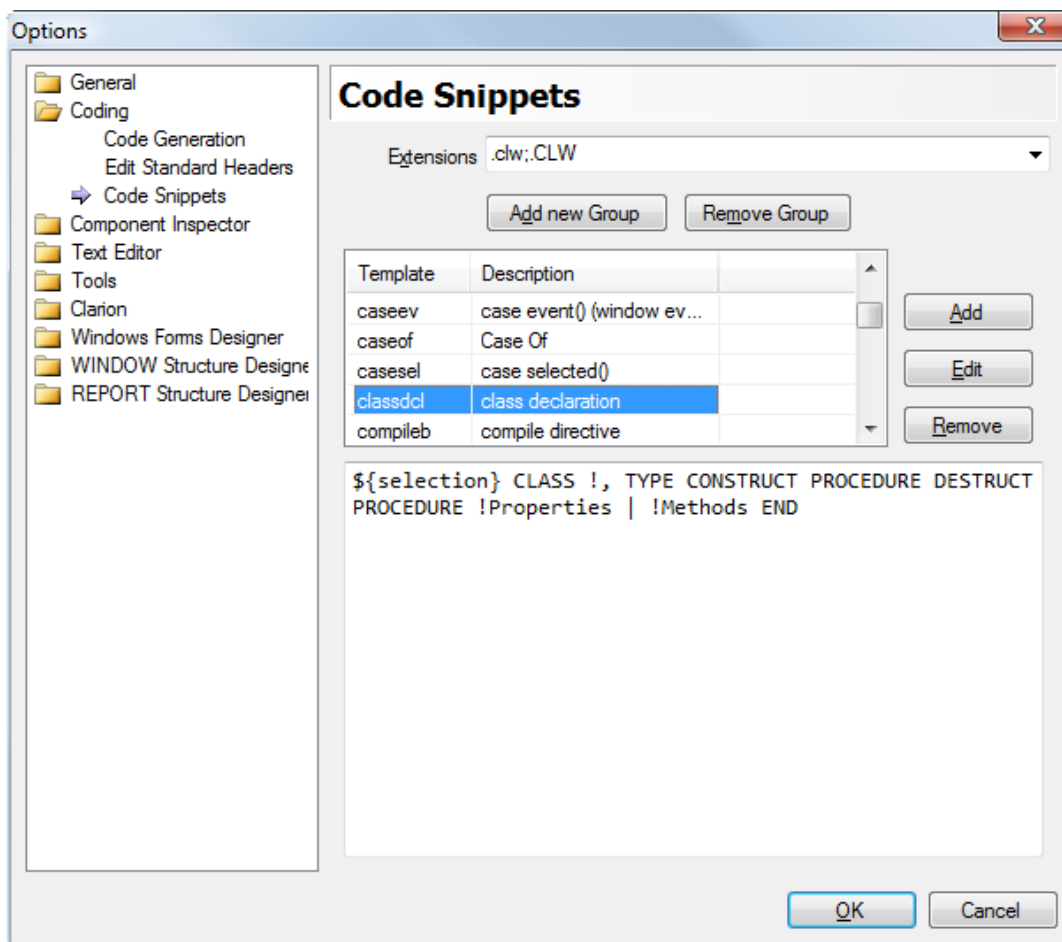 Options
General
Coding
Code Generation
Edit Standard Headers
Code Snippets
Component Inspector
Text Editor
Tools
Clarion
Windows Forms Designer
WINDOW Structure Designe
REPORT Structure Designer
Code Snippets
Extensions .clw;.CLW
Add new Group Remove Group
Template Description
caseev case event() (window ev...
caseof Case Of
casesel case selected()
classdcl class declaration
compileb compile directive
Add
Edit
Remove
${selection} CLASS !, TYPE CONSTRUCT PROCEDURE DESTRUCT
PROCEDURE !Properties | !Methods END
OK Cancel